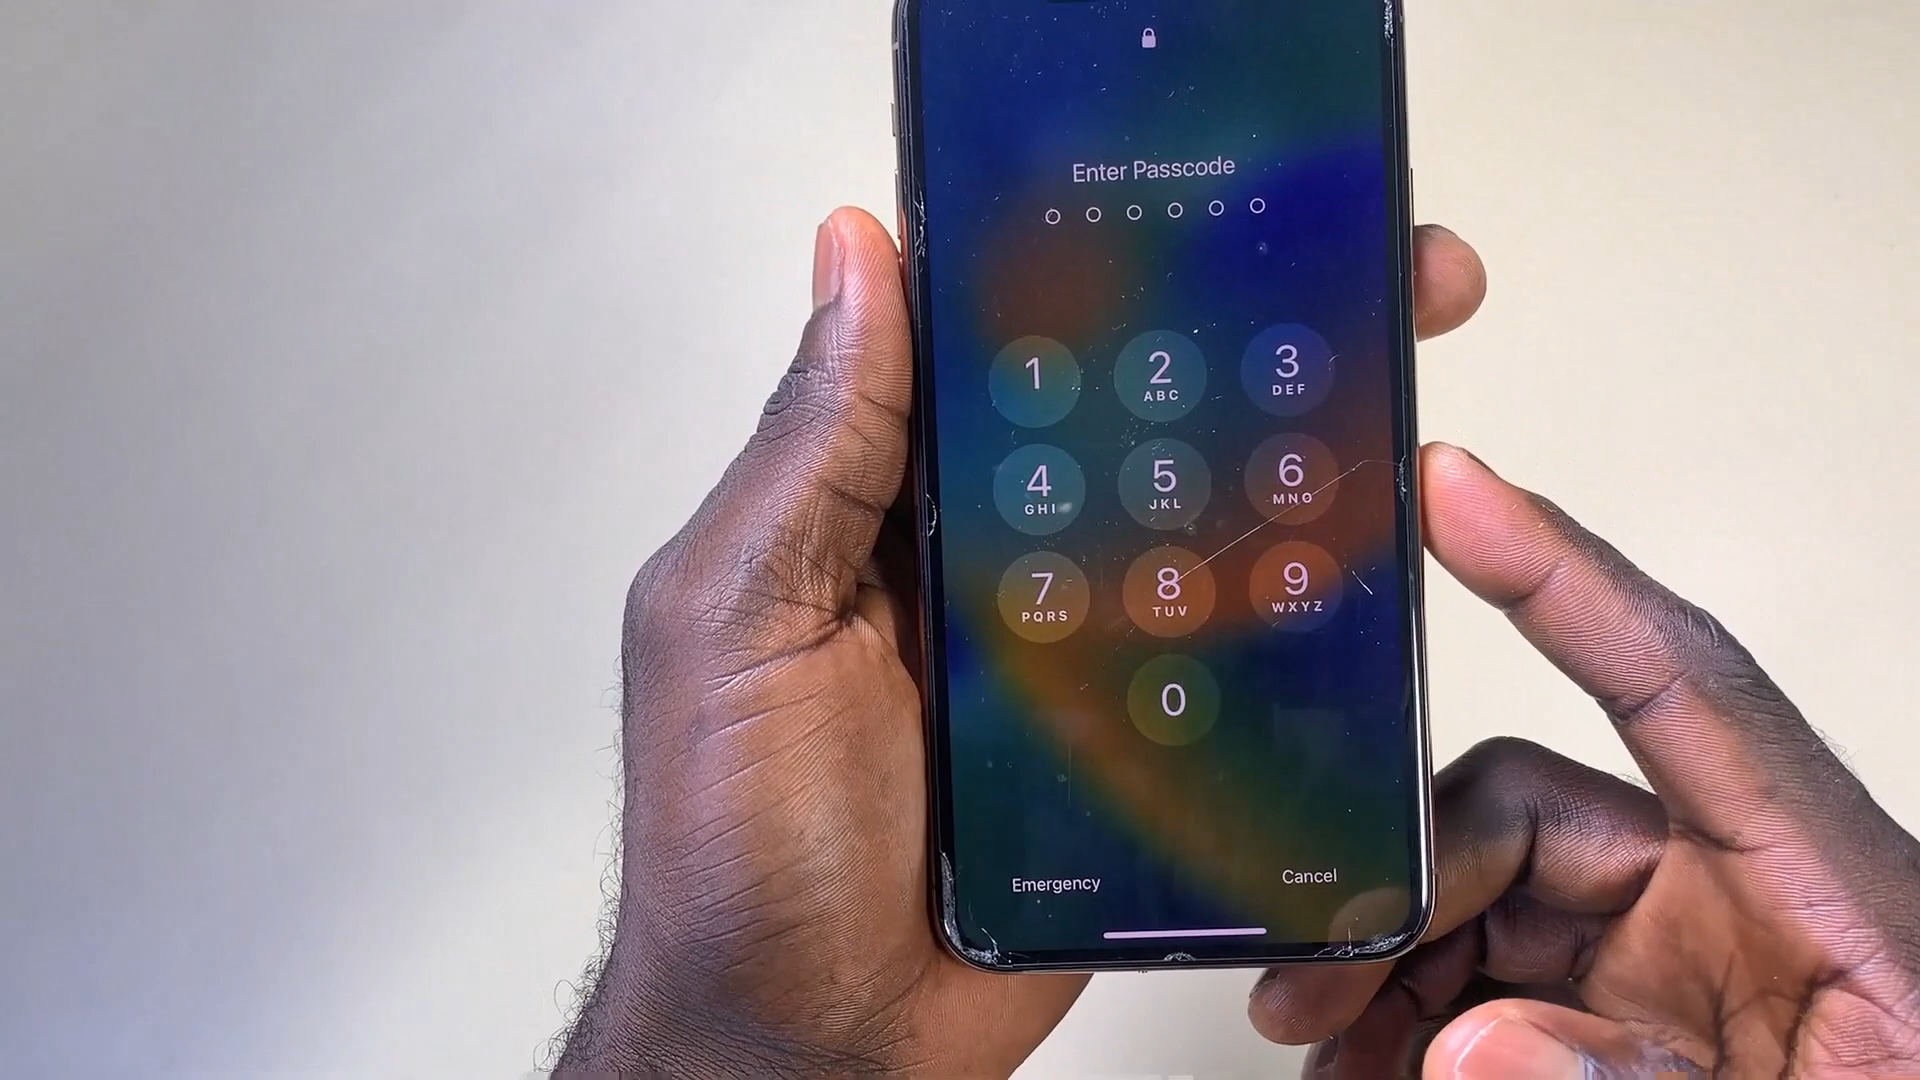 Enter Passcode
1 2 3
ABC DEF
4 5 6
GHI JKL MNO
7 8 9
PQRS TUV WXYZ
0
Emergency Cancel